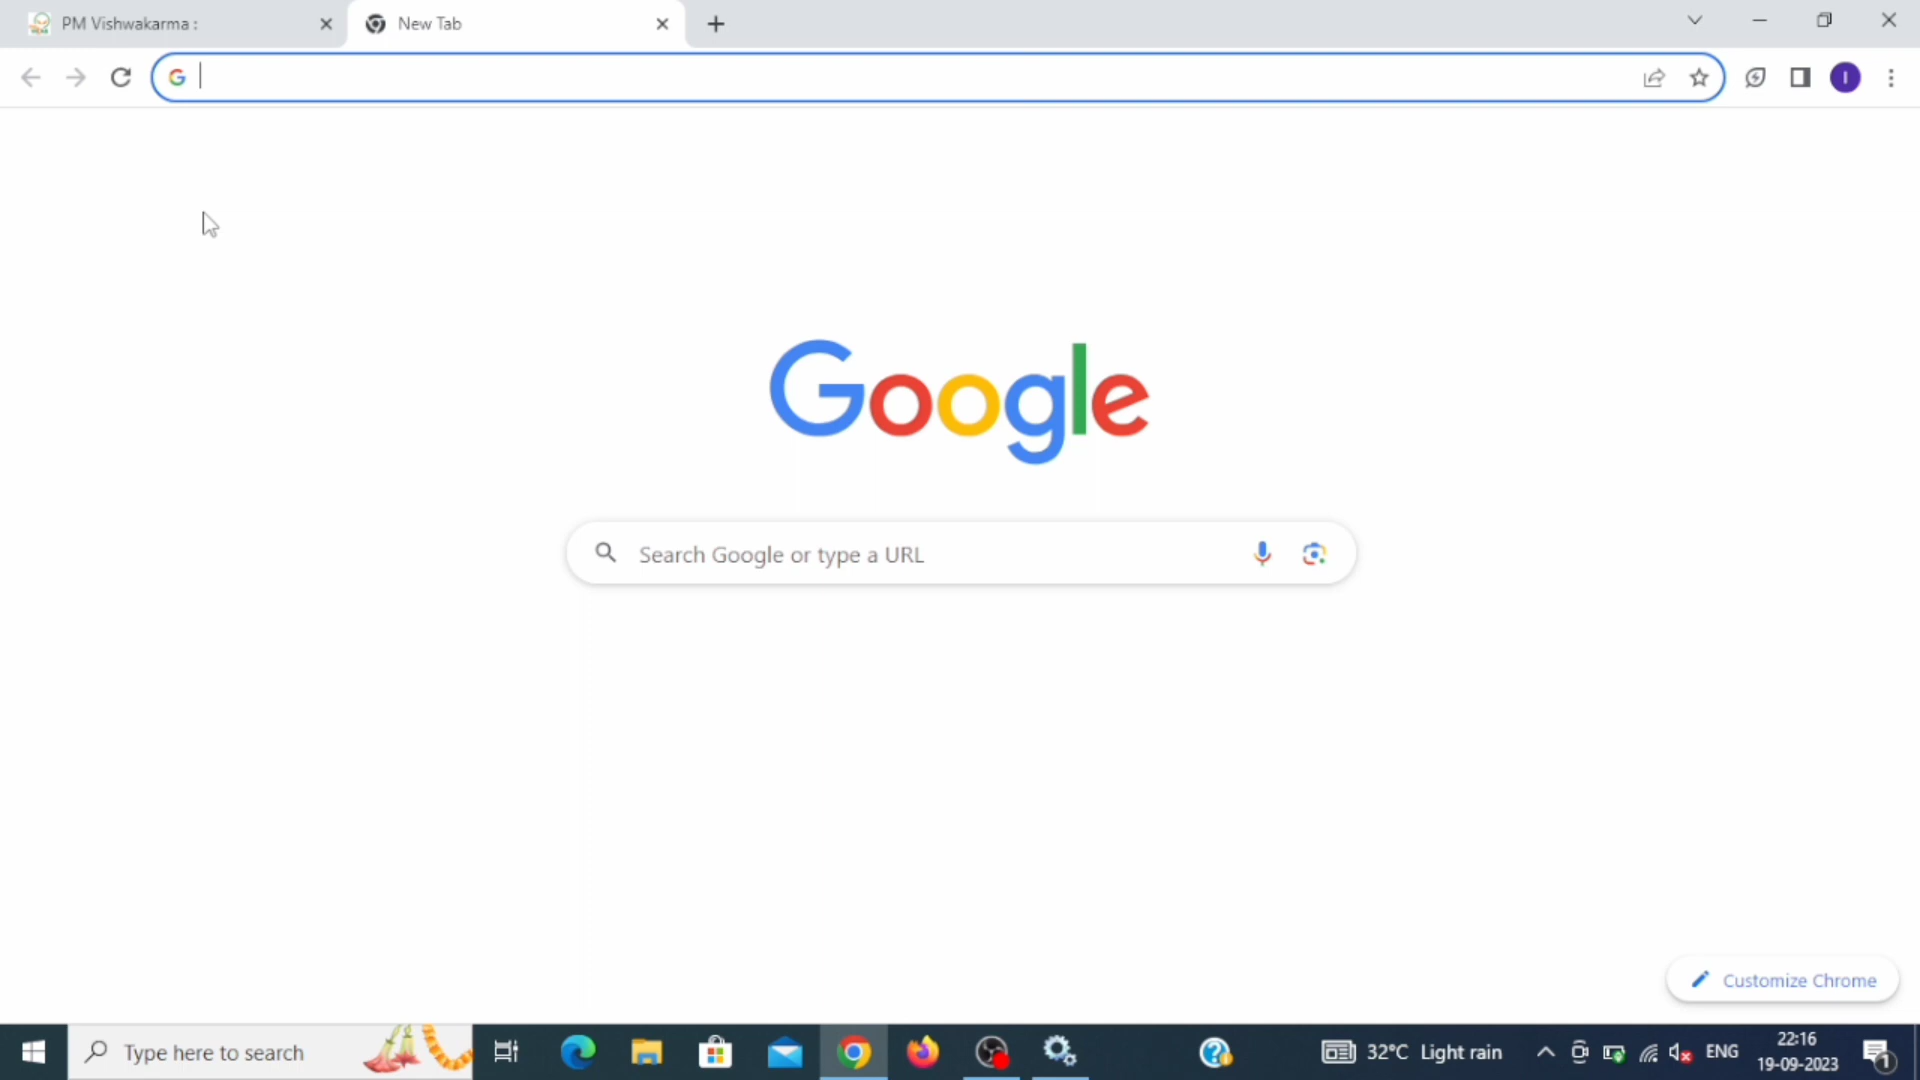 PM Vishwakarma :
New Tab
I
Google
Search Google or type a URL
Customize Chrome
Type here to search
32°C Light rain
ENG
22:16
19-09-2023
1